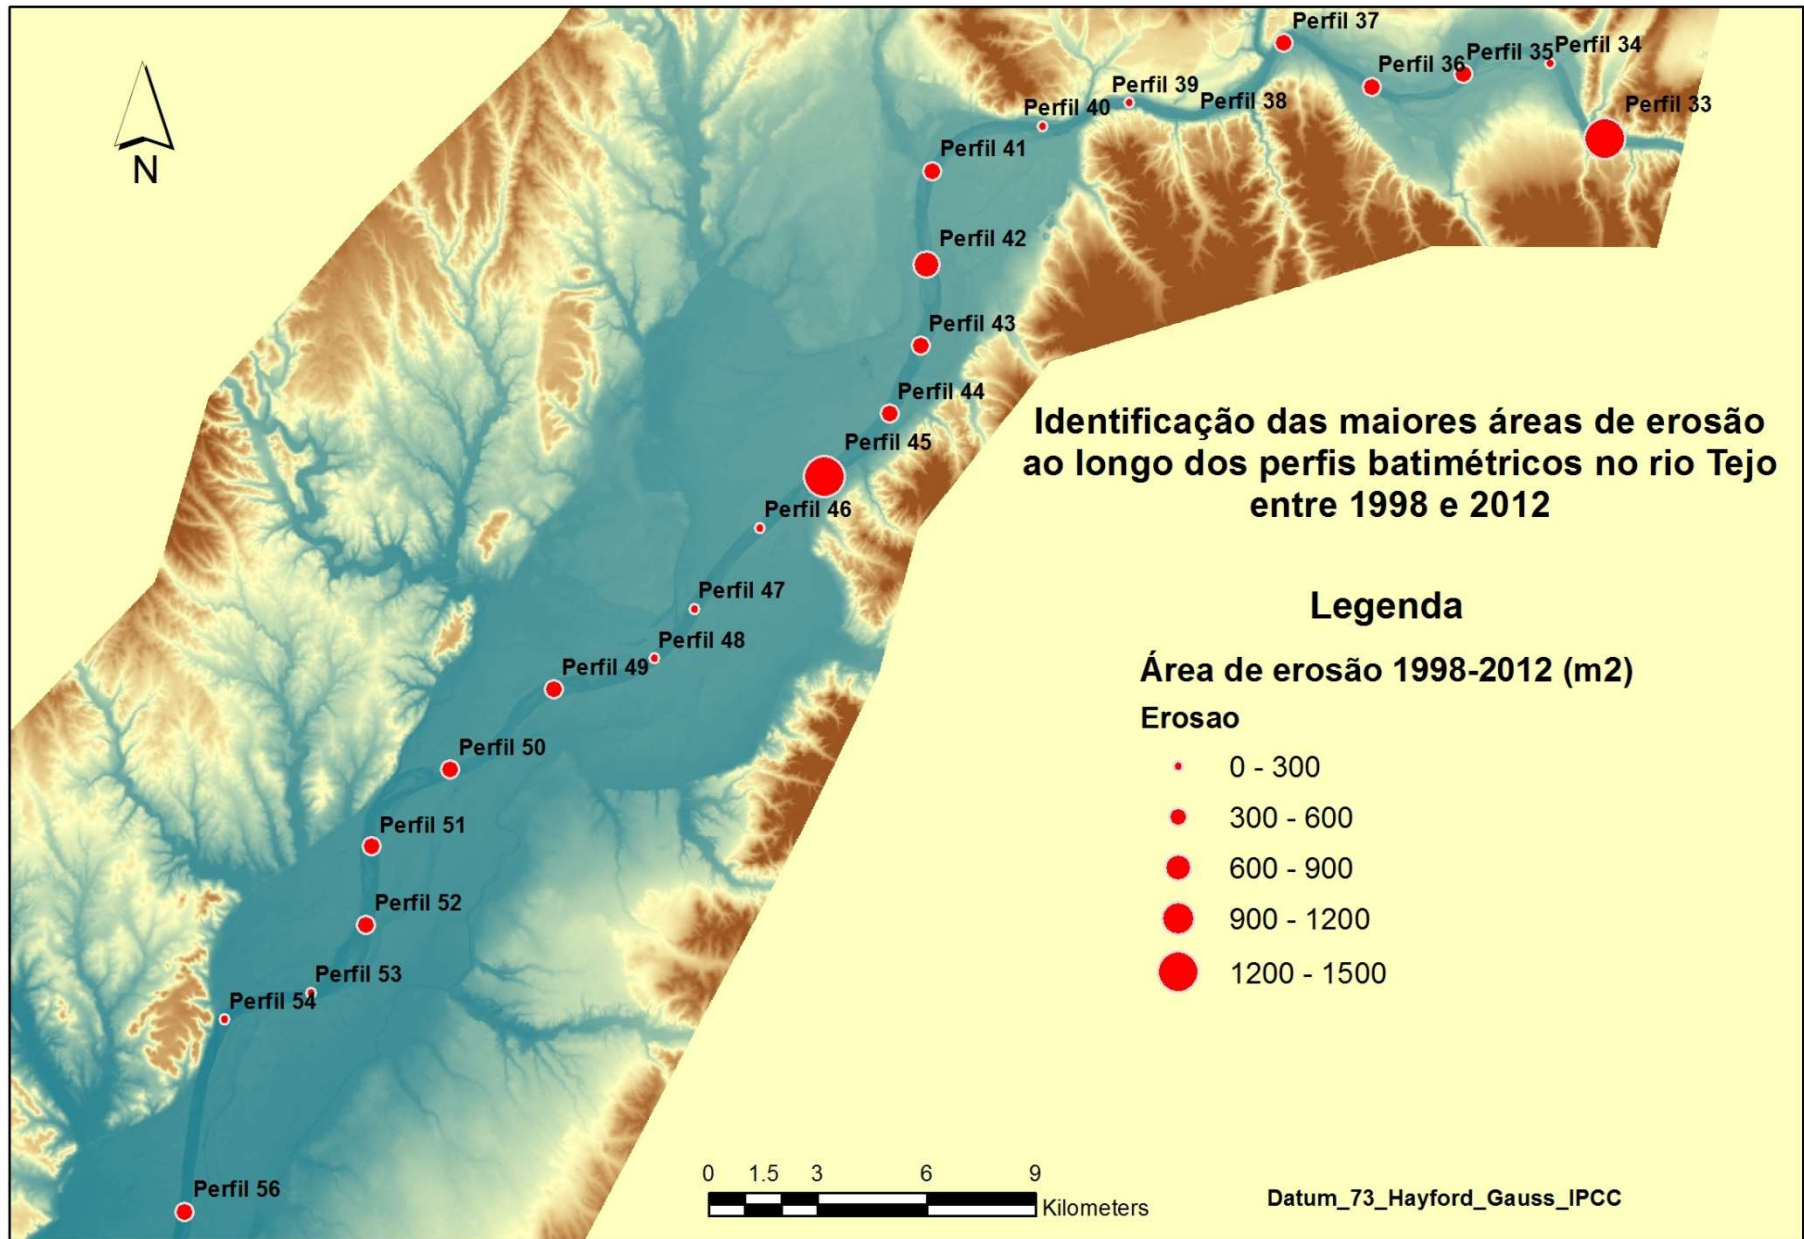 Perfil 37
Perfil 34
Perfil 35
Perfil 36
Perfil 33
Perfil 39
Perfil 38
Perfil 40
Perfil 41
N
Perfil 42
Perfil 43
Perfil 44
Perfil 45
Perfil 46
Perfil 47
Perfil 48
Perfil 49
Perfil 50
Perfil 51
Perfil 52
Perfil 53
Perfil 54
Perfil 56
Identificação das maiores áreas de erosão
ao longo dos perfis batimétricos no rio Tejo
entre 1998 e 2012
Legenda
Área de erosão 1998-2012 (m2)
Erosao
0 - 300
300 - 600
600 - 900
900 - 1200
1200 - 1500
0 1.5 3 6 9
Kilometers
Datum_73_Hayford_Gauss_IPCC